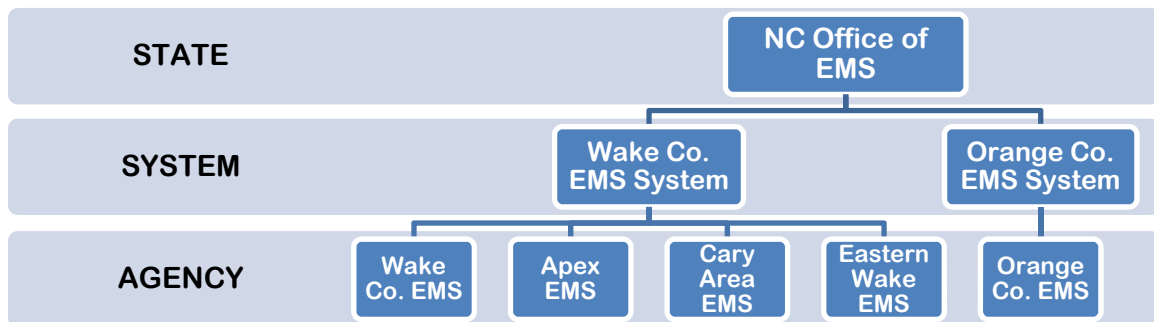 STATE
NC Office of
EMS
SYSTEM
Wake Co.
EMS System
Orange Co.
EMS System
AGENCY
Wake
Co. EMS
Apex
EMS
Cary
Area
EMS
Eastern
Wake
EMS
Orange
Co. EMS